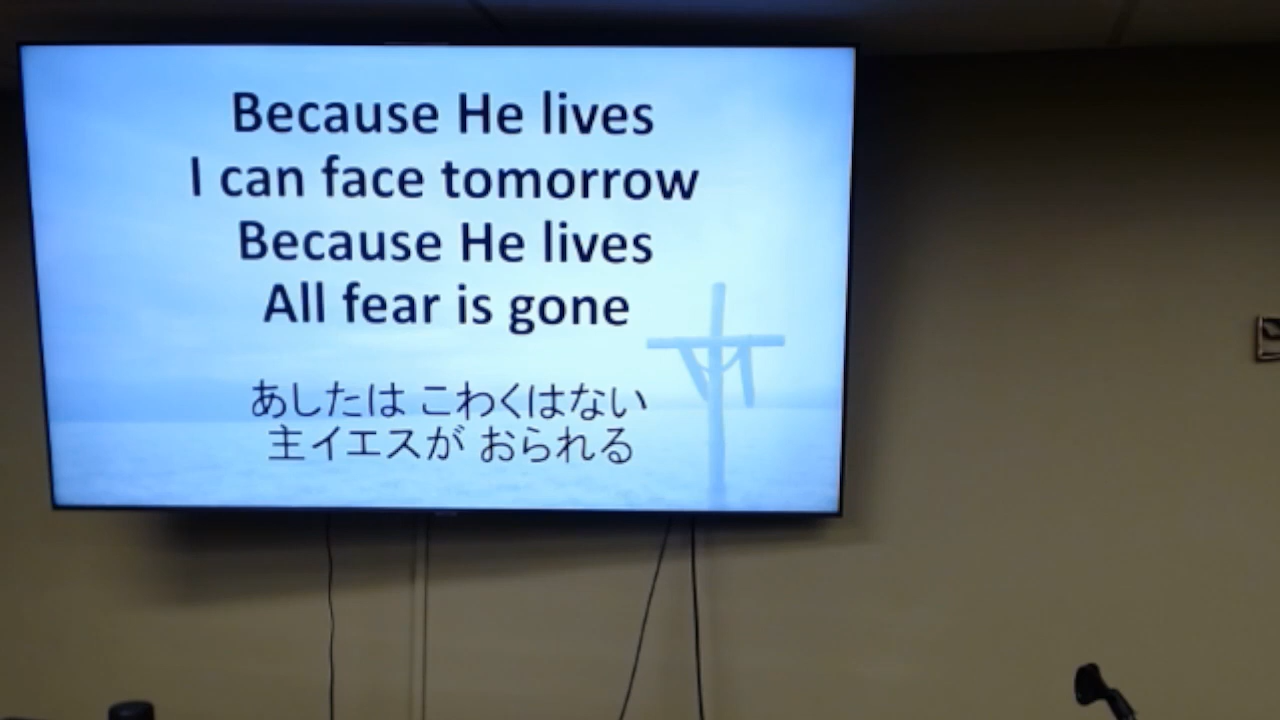 Because He lives
I can face tomorrow
Because He lives
All fear is gone
あしたは こわくはない
主イエスが おられる